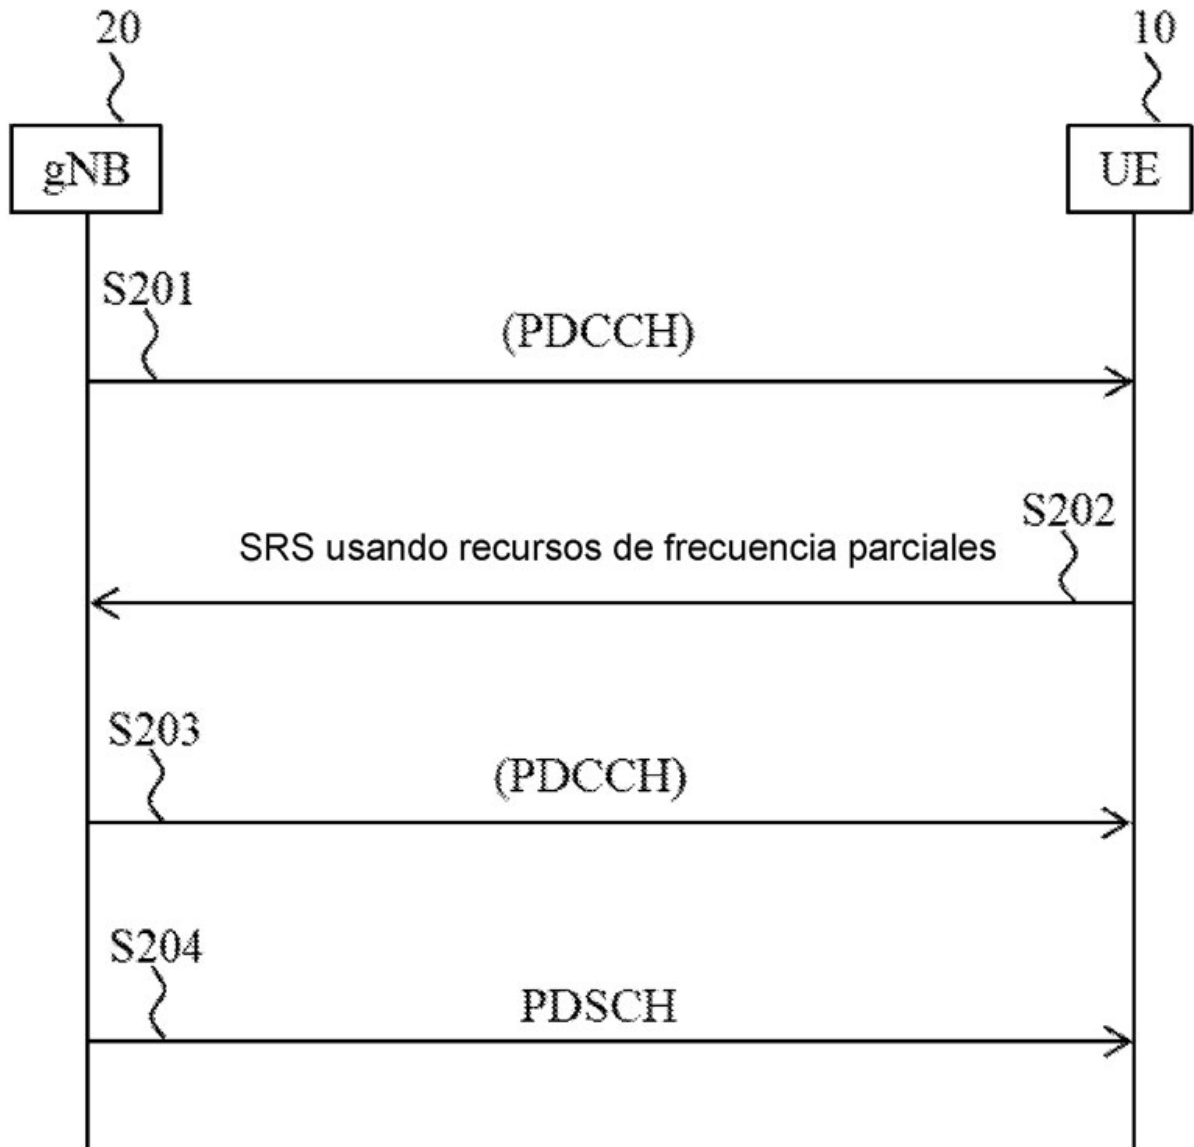 20
10
gNB
UE
S201
(PDCCH)
S202
SRS usando recursos de frecuencia parciales
S203
(PDCCH)
S204
PDSCH